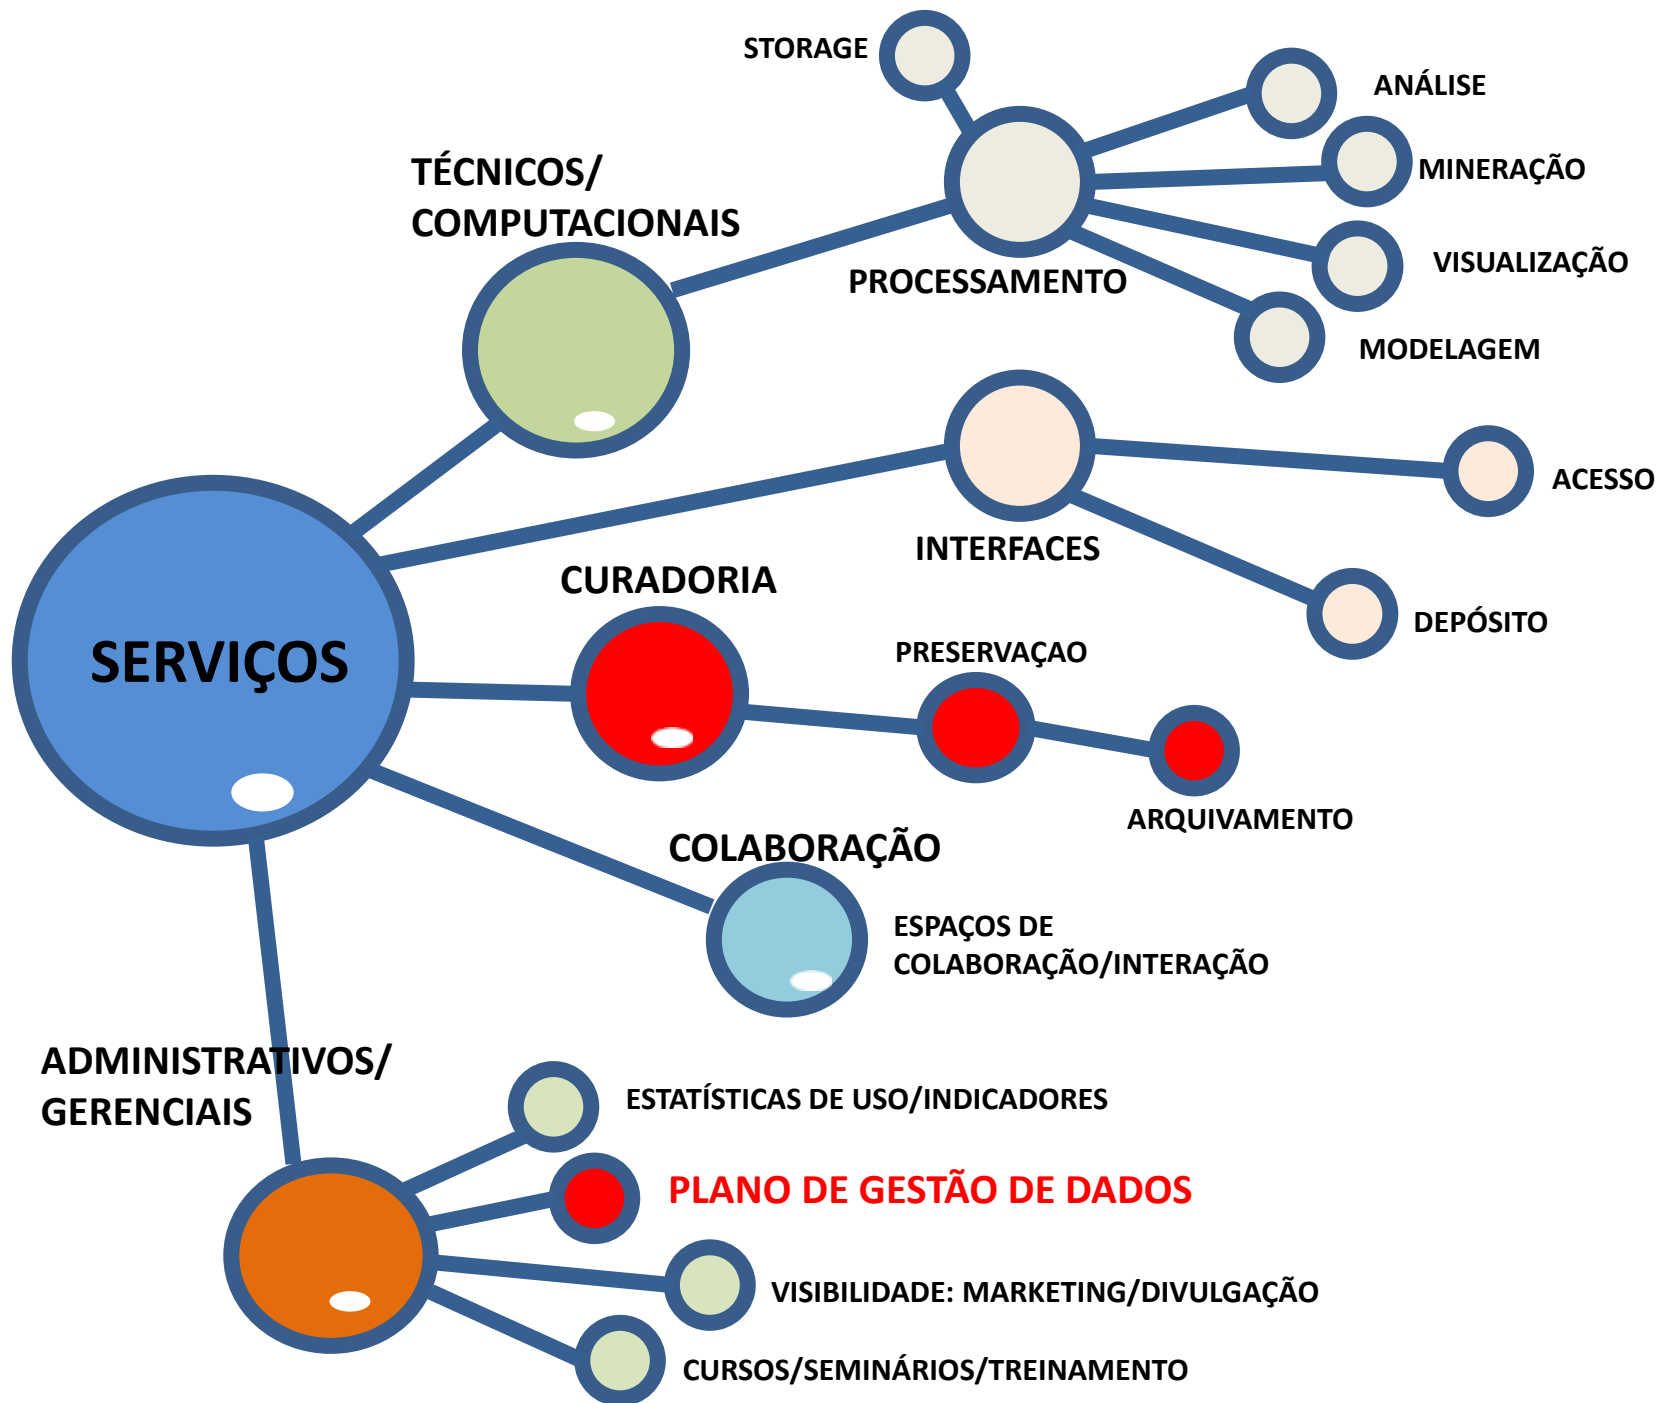 STORAGE
ANÁLISE
MINERAÇÃO
VISUALIZAÇÃO
MODELAGEM
TÉCNICOS/
COMPUTACIONAIS
PROCESSAMENTO
ACESSO
INTERFACES
DEPÓSITO
CURADORIA
SERVIÇOS
PRESERVAÇAO
ARQUIVAMENTO
COLABORAÇÃO
ESPAÇOS DE
COLABORAÇÃO/INTERAÇÃO
ADMINISTRATIVOS/
GERENCIAIS
ESTATÍSTICAS DE USO/INDICADORES
PLANO DE GESTÃO DE DADOS
VISIBILIDADE: MARKETING/DIVULGAÇÃO
CURSOS/SEMINÁRIOS/TREINAMENTO